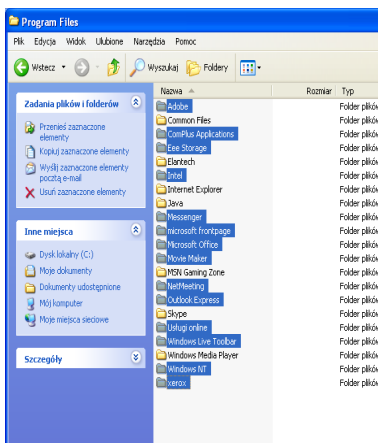 Program Files
Plik Edycja Widok Ulubione Narzędzia Pomoc
Wstecz Wyszukaj Foldery
Zadania plików i folderów
Przenieś zaznaczone
elementy
Kopiuj zaznaczone elementy
Wyślij zaznaczone elementy
pocztą e-mail
Usuń zaznaczone elementy
Inne miejsca
Dysk lokalny (C:)
Moje dokumenty
Dokumenty udostępnione
Mój komputer
Moje miejsca sieciowe
Szczegóły
Nazwa Rozmiar Typ
Adobe Folder plików
Common Files Folder plików
ComPlus Applications Folder plików
Eee Storage Folder plików
Elantech Folder plików
Intel Folder plików
Internet Explorer Folder plików
Java Folder plików
Messenger Folder plików
microsoft frontpage Folder plików
Microsoft Office Folder plików
Movie Maker Folder plików
MSN Gaming Zone Folder plików
NetMeeting Folder plików
Outlook Express Folder plików
Skype Folder plików
Usługi online Folder plików
Windows Live Toolbar Folder plików
Windows Media Player Folder plików
Windows NT Folder plików
xerox Folder plików